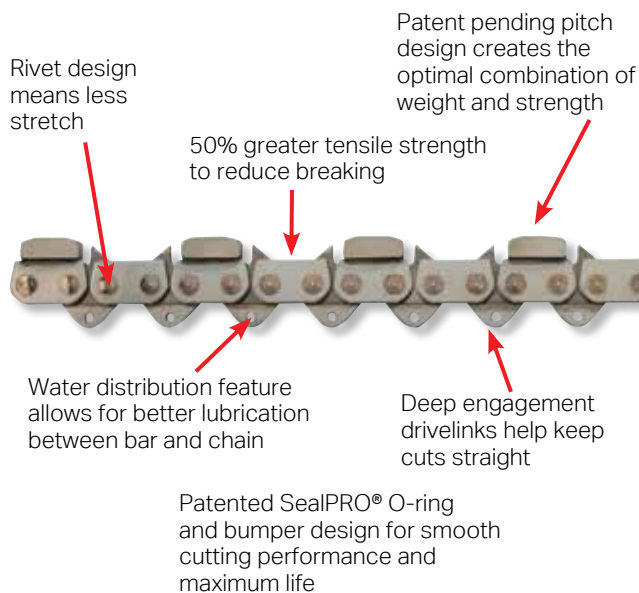 Patent pending pitch
design creates the
optimal combination of
weight and strength
Rivet design
means less
stretch
50% greater tensile strength
to reduce breaking
Water distribution feature
allows for better lubrication
between bar and chain
Deep engagement
drivelinks help keep
cuts straight
Patented SealPRO® O-ring
and bumper design for smooth
cutting performance and
maximum life